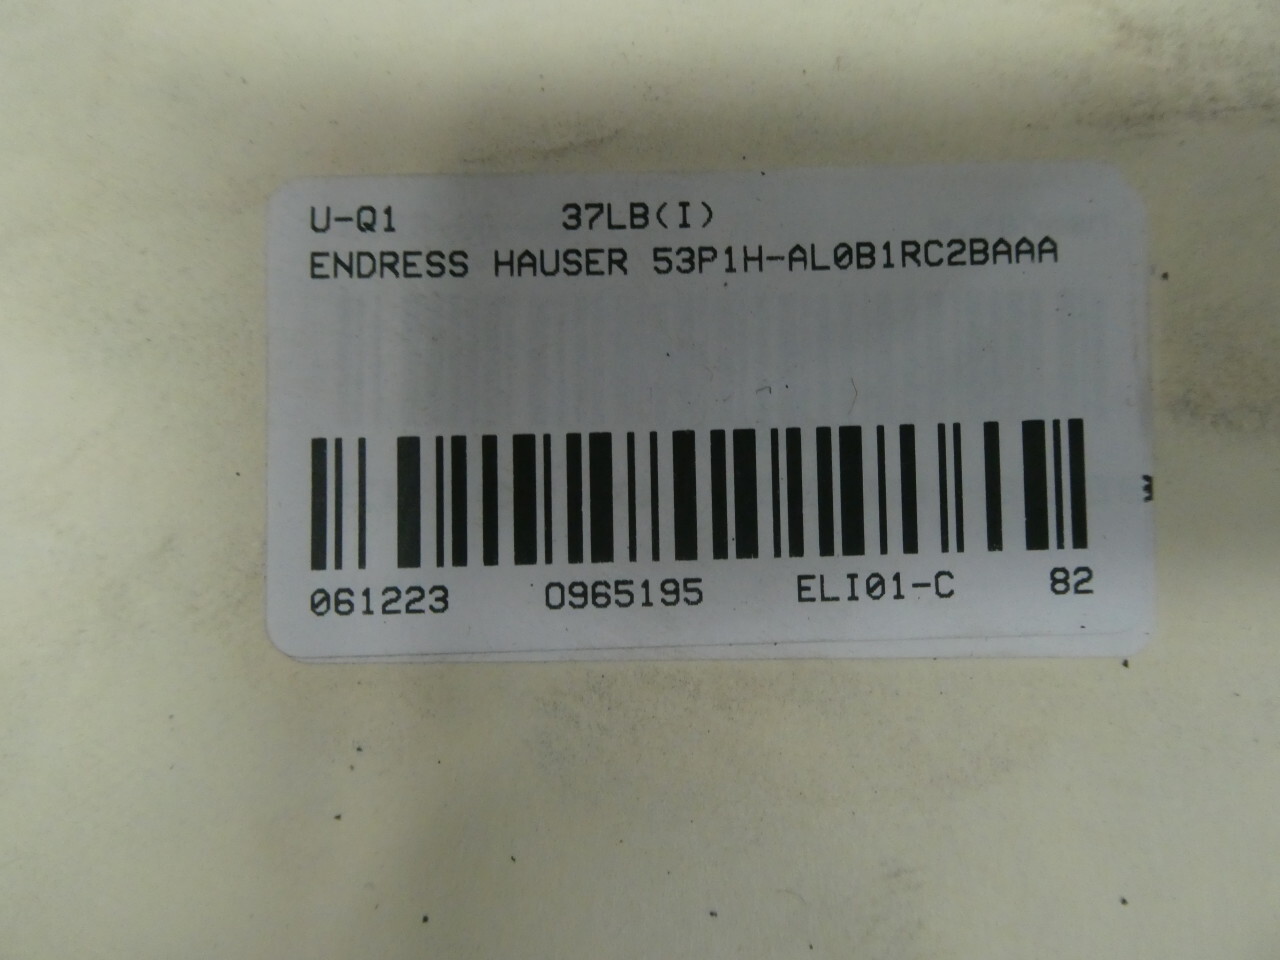 U-Q1 37LB(I)
ENDRESS HAUSER 53P1H-AL0B1RC2BAAA
061223 0965195 ELI01-C 82